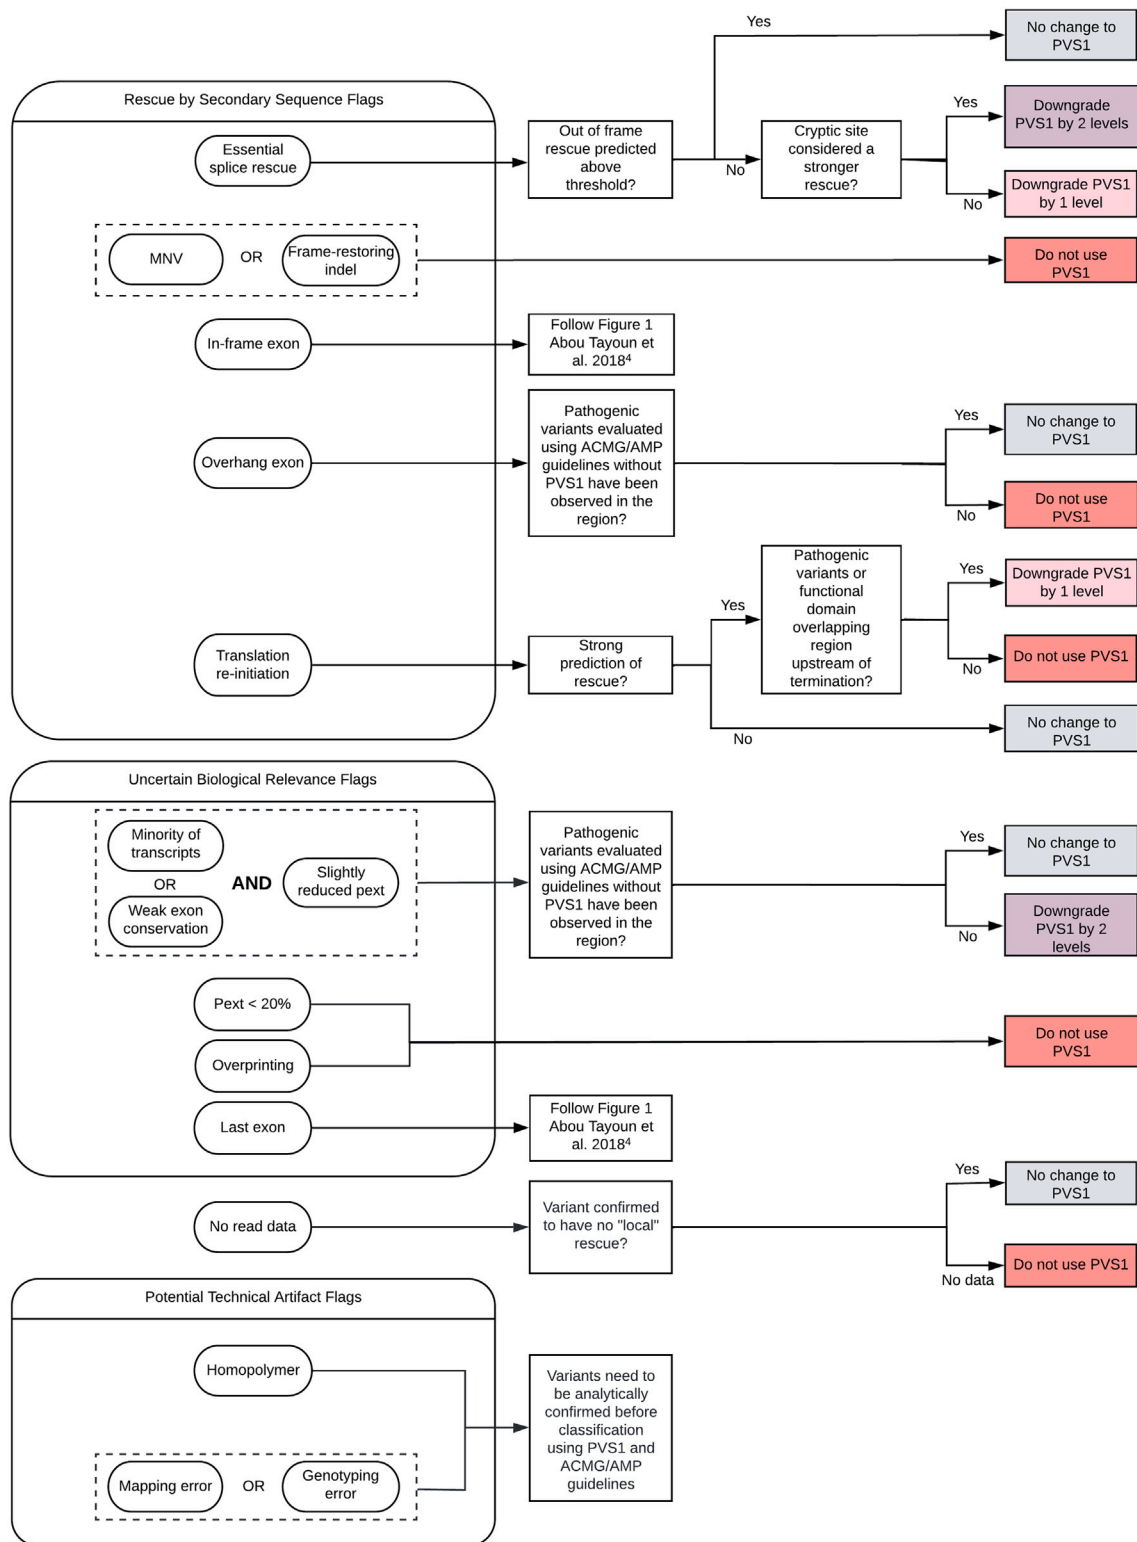 Rescue by Secondary Sequence Flags
Essential
splice rescue
Out of frame
rescue predicted
above
threshold?
Yes
No change to
PVS1
No
Cryptic site
considered a
stronger
rescue?
Yes
Downgrade
PVS1 by 2 levels
No
Downgrade PVS1
by 1 level
MNV
OR
Frame-restoring
indel
Do not use
PVS1
In-frame exon
Follow Figure 1
Abou Tayoun et
al. 2018⁴
Overhang exon
Pathogenic
variants evaluated
using ACMG/AMP
guidelines without
PVS1 have been
observed in the
region?
Yes
No change to
PVS1
No
Do not use
PVS1
Translation
re-initiation
Strong
prediction of
rescue?
Yes
Pathogenic
variants or
functional
domain
overlapping
region
upstream of
termination?
Yes
Downgrade PVS1
by 1 level
No
Do not use PVS1
No
No change to
PVS1
Uncertain Biological Relevance Flags
Minority of
transcripts
OR
Weak exon
conservation
AND
Slightly
reduced pext
Pathogenic
variants evaluated
using ACMG/AMP
guidelines without
PVS1 have been
observed in the
region?
Yes
No change to
PVS1
No
Downgrade
PVS1 by 2
levels
Pext < 20%
Overprinting
Do not use
PVS1
Last exon
Follow Figure 1
Abou Tayoun et
al. 2018⁴
No read data
Variant confirmed
to have no "local"
rescue?
Yes
No change to
PVS1
No data
Do not use PVS1
Potential Technical Artifact Flags
Homopolymer
Mapping error
OR
Genotyping
error
Variants need to
be analytically
confirmed before
classification
using PVS1 and
ACMG/AMP
guidelines